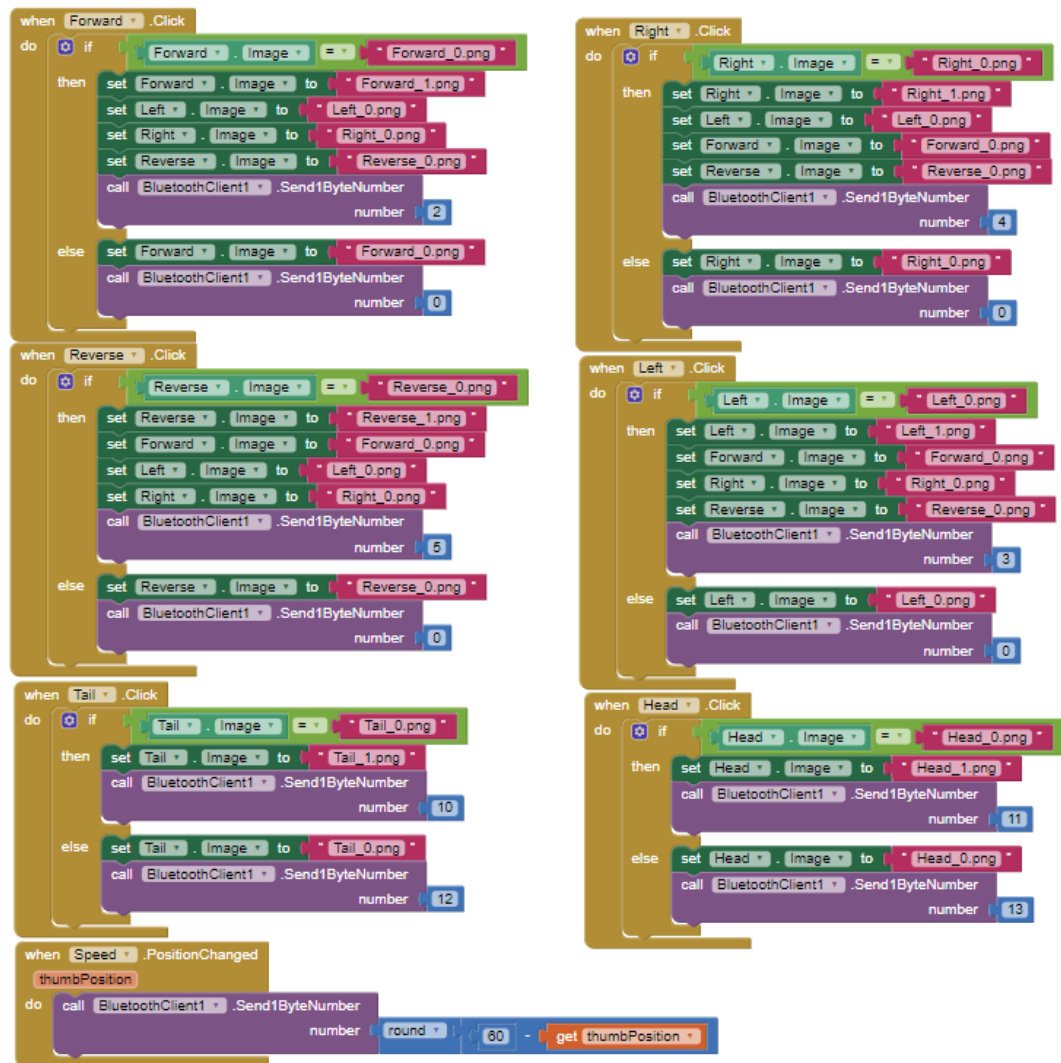 when Forward .Click
do if Forward . Image = " Forward_0.png "
then set Forward . Image to " Forward_1.png "
set Left . Image to " Left_0.png "
set Right . Image to " Right_0.png "
set Reverse . Image to " Reverse_0.png "
call BluetoothClient1 .Send1ByteNumber
number 2
else set Forward . Image to " Forward_0.png "
call BluetoothClient1 .Send1ByteNumber
number 0
when Reverse .Click
do if Reverse . Image = " Reverse_0.png "
then set Reverse . Image to " Reverse_1.png "
set Forward . Image to " Forward_0.png "
set Left . Image to " Left_0.png "
set Right . Image to " Right_0.png "
call BluetoothClient1 .Send1ByteNumber
number 5
else set Reverse . Image to " Reverse_0.png "
call BluetoothClient1 .Send1ByteNumber
number 0
when Tail .Click
do if Tail . Image = " Tail_0.png "
then set Tail . Image to " Tail_1.png "
call BluetoothClient1 .Send1ByteNumber
number 10
else set Tail . Image to " Tail_0.png "
call BluetoothClient1 .Send1ByteNumber
number 12
when Speed .PositionChanged
thumbPosition
do call BluetoothClient1 .Send1ByteNumber
number round 60 - get thumbPosition
when Right .Click
do if Right . Image = " Right_0.png "
then set Right . Image to " Right_1.png "
set Left . Image to " Left_0.png "
set Forward . Image to " Forward_0.png "
set Reverse . Image to " Reverse_0.png "
call BluetoothClient1 .Send1ByteNumber
number 4
else set Right . Image to " Right_0.png "
call BluetoothClient1 .Send1ByteNumber
number 0
when Left .Click
do if Left . Image = " Left_0.png "
then set Left . Image to " Left_1.png "
set Forward . Image to " Forward_0.png "
set Right . Image to " Right_0.png "
set Reverse . Image to " Reverse_0.png "
call BluetoothClient1 .Send1ByteNumber
number 3
else set Left . Image to " Left_0.png "
call BluetoothClient1 .Send1ByteNumber
number 0
when Head .Click
do if Head . Image = " Head_0.png "
then set Head . Image to " Head_1.png "
call BluetoothClient1 .Send1ByteNumber
number 11
else set Head . Image to " Head_0.png "
call BluetoothClient1 .Send1ByteNumber
number 13